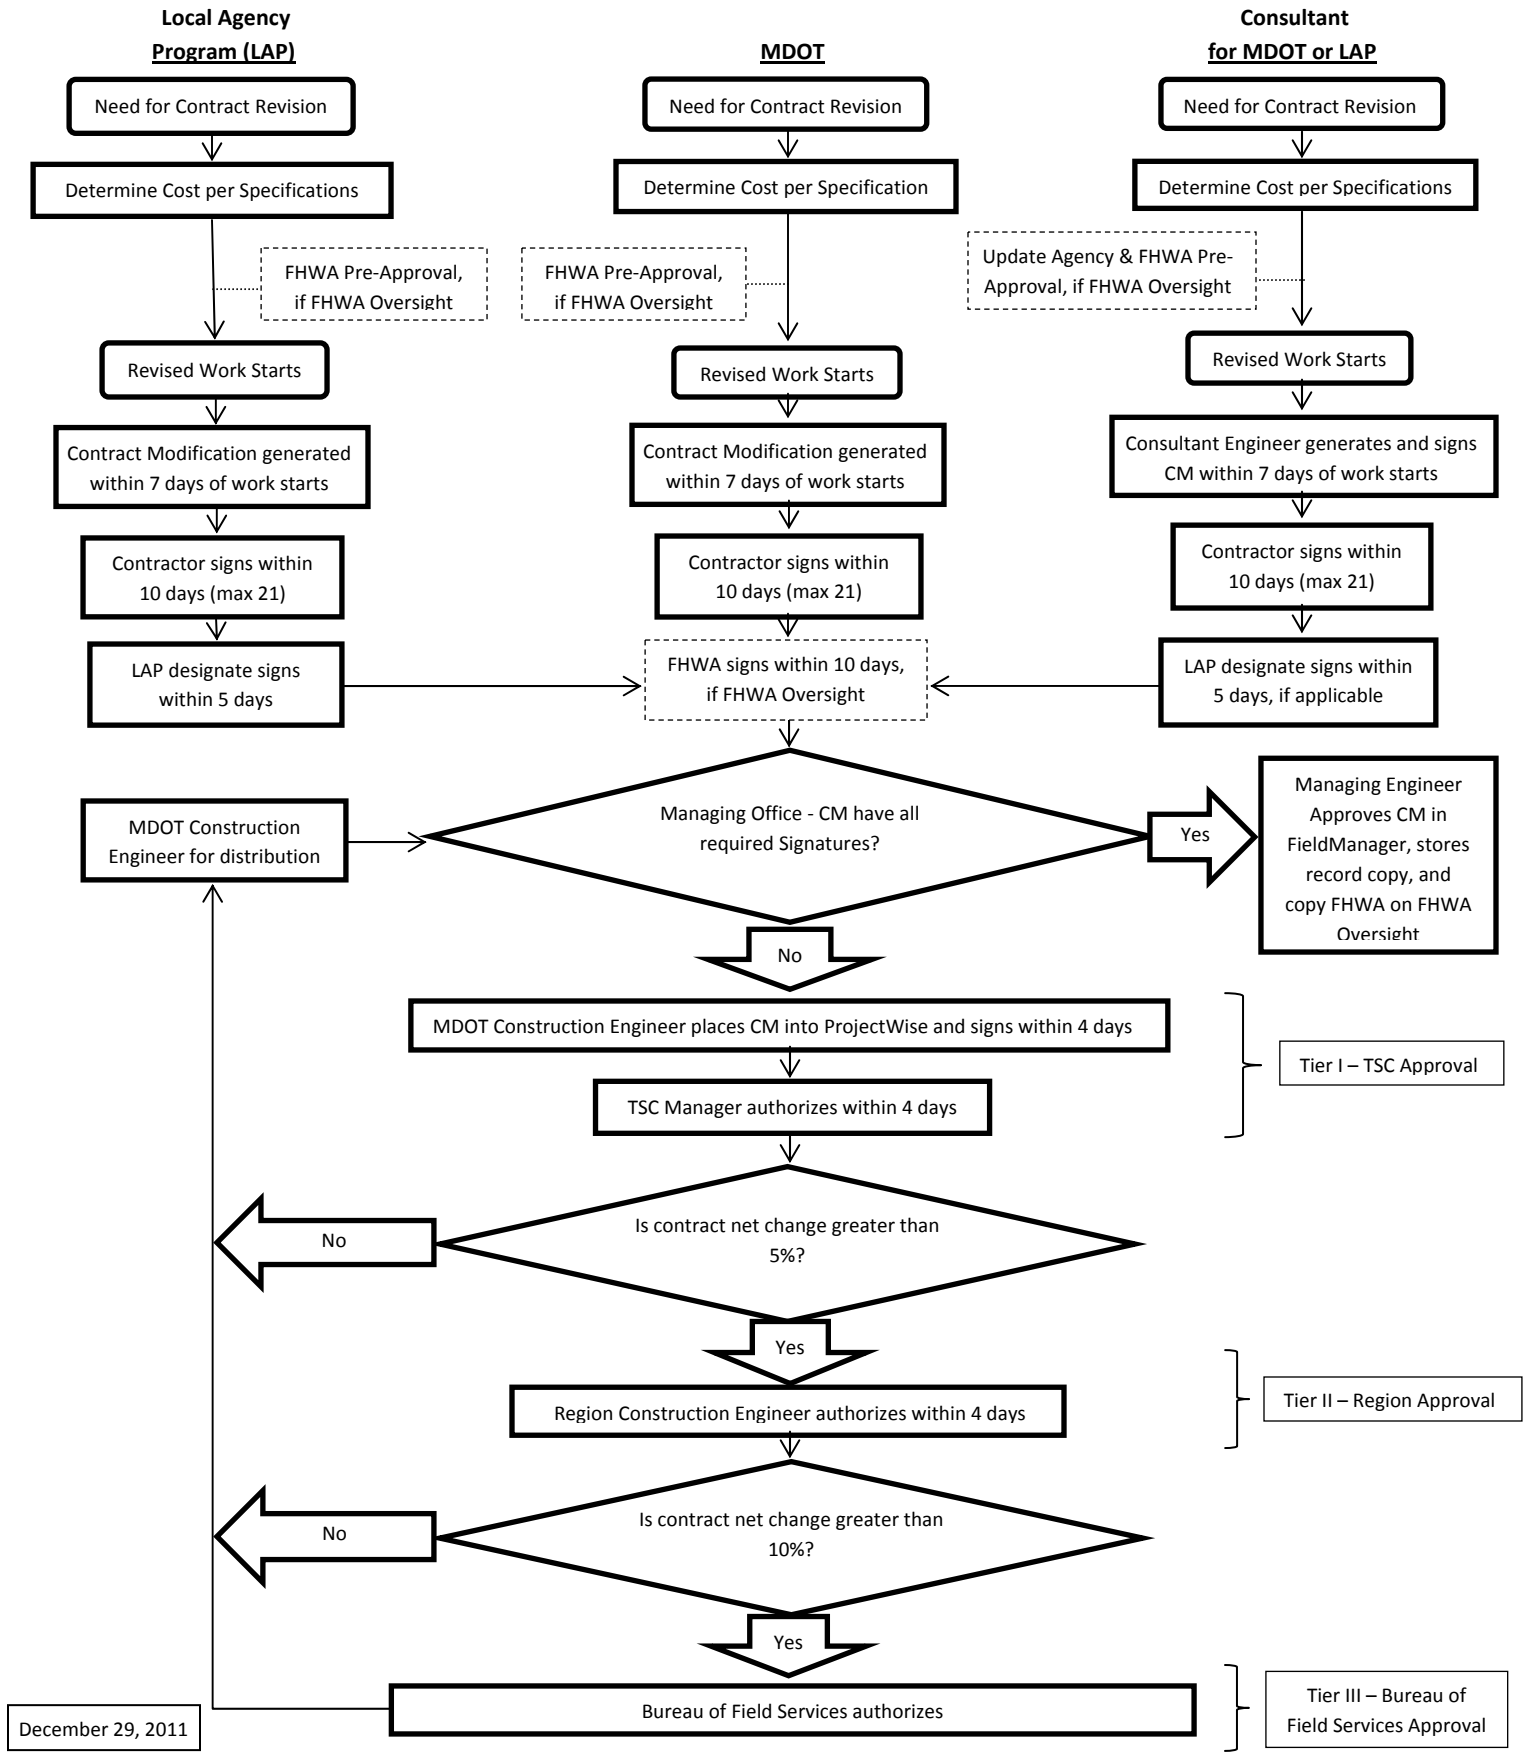 Local Agency
Program (LAP)
MDOT
Consultant
for MDOT or LAP
Need for Contract Revision
Need for Contract Revision
Need for Contract Revision
Determine Cost per Specifications
Determine Cost per Specification
Determine Cost per Specifications
FHWA Pre-Approval,
if FHWA Oversight
FHWA Pre-Approval,
if FHWA Oversight
Update Agency & FHWA Pre-
Approval, if FHWA Oversight
Revised Work Starts
Revised Work Starts
Revised Work Starts
Contract Modification generated
within 7 days of work starts
Contract Modification generated
within 7 days of work starts
Consultant Engineer generates and signs
CM within 7 days of work starts
Contractor signs within
10 days (max 21)
Contractor signs within
10 days (max 21)
Contractor signs within
10 days (max 21)
LAP designate signs
within 5 days
FHWA signs within 10 days,
if FHWA Oversight
LAP designate signs within
5 days, if applicable
MDOT Construction
Engineer for distribution
Managing Office - CM have all
required Signatures?
Yes
Managing Engineer
Approves CM in
FieldManager, stores
record copy, and
copy FHWA on FHWA
Oversight
No
MDOT Construction Engineer places CM into ProjectWise and signs within 4 days
Tier I – TSC Approval
TSC Manager authorizes within 4 days
Is contract net change greater than
5%?
No
Yes
Region Construction Engineer authorizes within 4 days
Tier II – Region Approval
Is contract net change greater than
10%?
No
Yes
Bureau of Field Services authorizes
Tier III – Bureau of
Field Services Approval
December 29, 2011